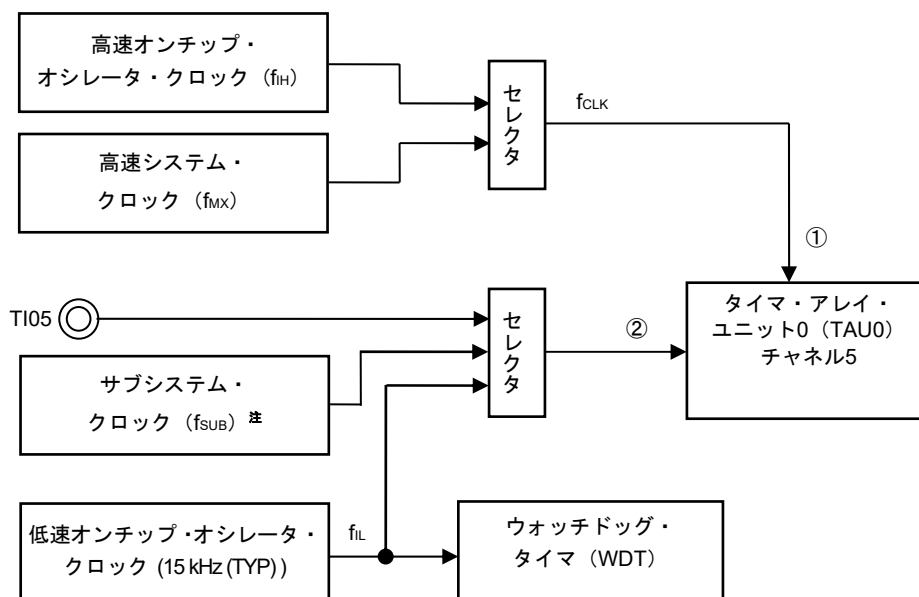 高速オンチップ・
オシレータ・クロック（fIH）
セレクタ
fCLK
高速システム・
クロック（fMX）
①
TI05
セレクタ
②
タイマ・アレイ・
ユニット0（TAU0）
チャネル5
サブシステム・
クロック（fSUB）注
低速オンチップ・オシレータ・
クロック (15 kHz (TYP) )
fIL
ウォッチドッグ・
タイマ（WDT）